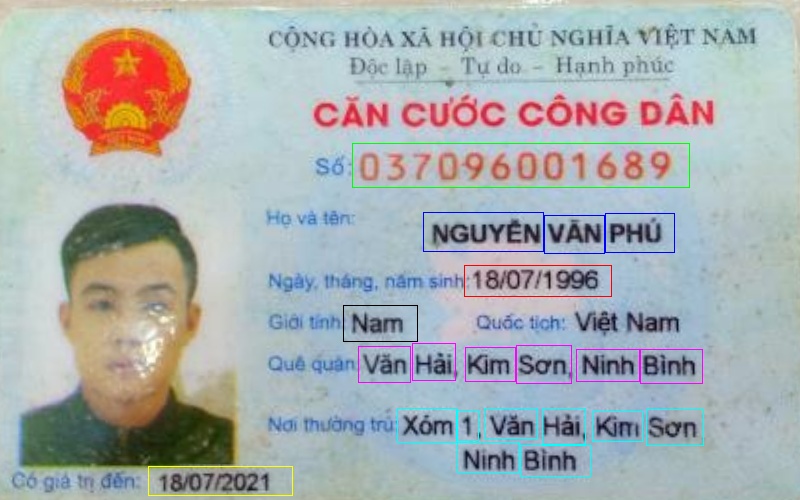 CỘNG HÒA XÃ HỘI CHỦ NGHĨA VIỆT NAM
Độc lập - Tự do - Hạnh phúc
CĂN CƯỚC CÔNG DÂN
Số: 037096001689
Họ và tên:
NGUYỄN VĂN PHÚ
Ngày, tháng, năm sinh: 18/07/1996
Giới tính: Nam Quốc tịch: Việt Nam
Quê quán: Văn Hải, Kim Sơn, Ninh Bình
Nơi thường trú: Xóm 1, Văn Hải, Kim Sơn
Ninh Bình
Có giá trị đến: 18/07/2021